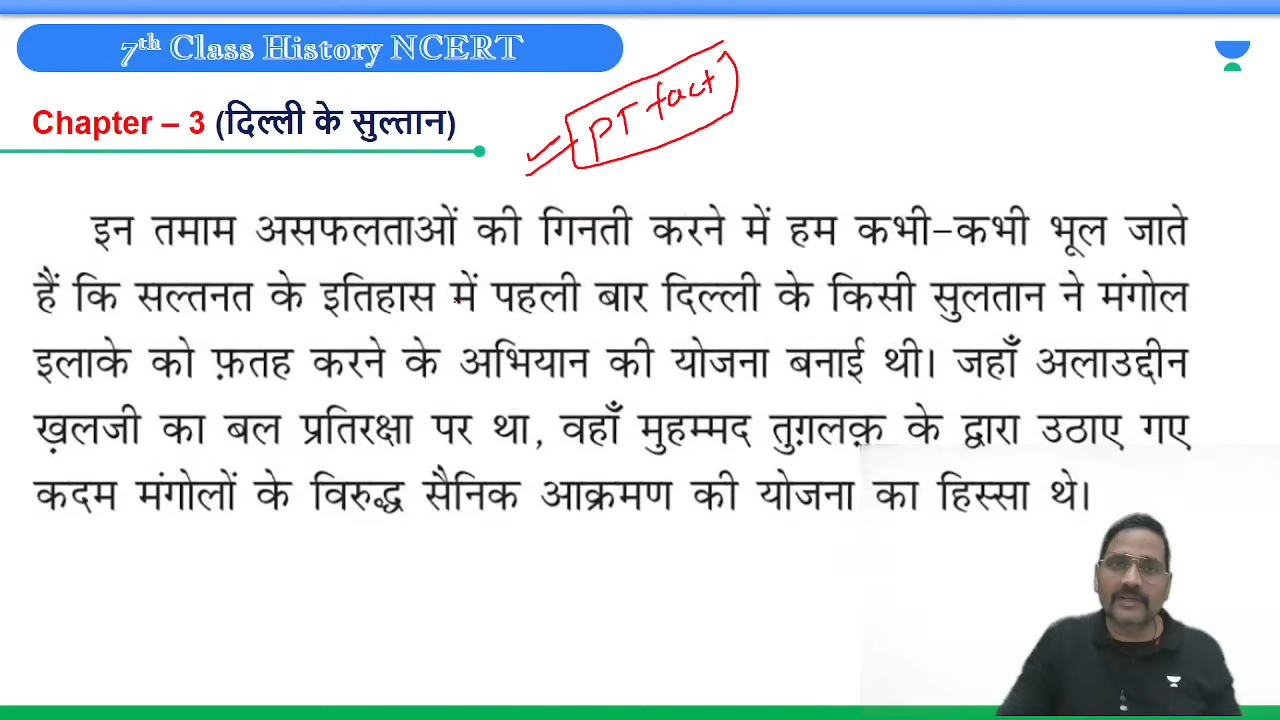 7th Class History NCERT
PT fact
Chapter – 3 (दिल्ली के सुल्तान)
इन तमाम असफलताओं की गिनती करने में हम कभी-कभी भूल जाते
हैं कि सल्तनत के इतिहास में पहली बार दिल्ली के किसी सुलतान ने मंगोल
इलाके को फ़तह करने के अभियान की योजना बनाई थी। जहाँ अलाउद्दीन
ख़लजी का बल प्रतिरक्षा पर था, वहाँ मुहम्मद तुग़लक़ के द्वारा उठाए गए
कदम मंगोलों के विरुद्ध सैनिक आक्रमण की योजना का हिस्सा थे।